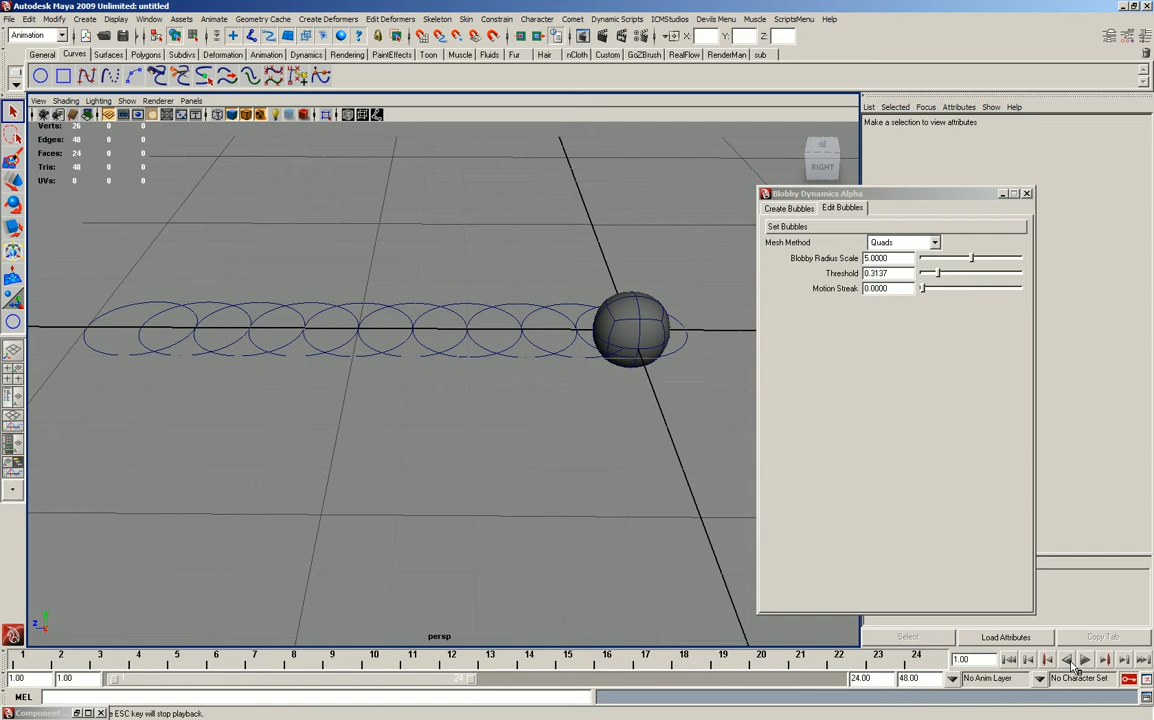 Autodesk Maya 2009 Unlimited: untitled
File Edit Modify Create Display Window Assets Animate Geometry Cache Create Deformers Edit Deformers Skeleton Skin Constrain Character Comet Dynamic Scripts ICMStudios Devils Menu Muscle ScriptsMenu Help
Animation X: Y: Z:
General Curves Surfaces Polygons Subdivs Deformation Animation Dynamics Rendering PaintEffects Toon Muscle Fluids Fur Hair nCloth Custom GoZBrush RealFlow RenderMan sub
View Shading Lighting Show Renderer Panels
List Selected Focus Attributes Show Help
Make a selection to view attributes
Verts: 26 0 0
Edges: 48 0 0
Faces: 24 0 0
Tris: 48 0 0
UVs: 0 0 0
SE
RIGHT
Blobby Dynamics Alpha
Create Bubbles Edit Bubbles
Set Bubbles
Mesh Method Quads
Blobby Radius Scale 5.0000
Threshold 0.3137
Motion Streak 0.0000
persp
Select Load Attributes Copy Tab
1 2 3 4 5 6 7 8 9 10 11 12 13 14 15 16 17 18 19 20 21 22 23 24 1.00
1.00 1.00 24 24.00 48.00 No Anim Layer No Character Set
MEL
Component e ESC key will stop playback.